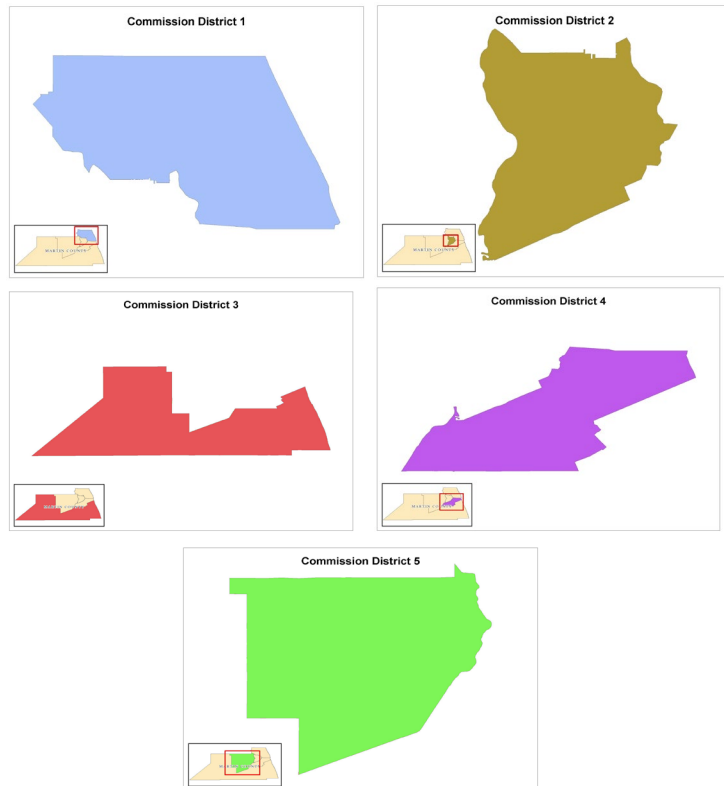 Commission District 1
MARTIN COUNTY
Commission District 2
MARTIN COUNTY
Commission District 3
MARTIN COUNTY
Commission District 4
MARTIN COUNTY
Commission District 5
MARTIN COUNTY